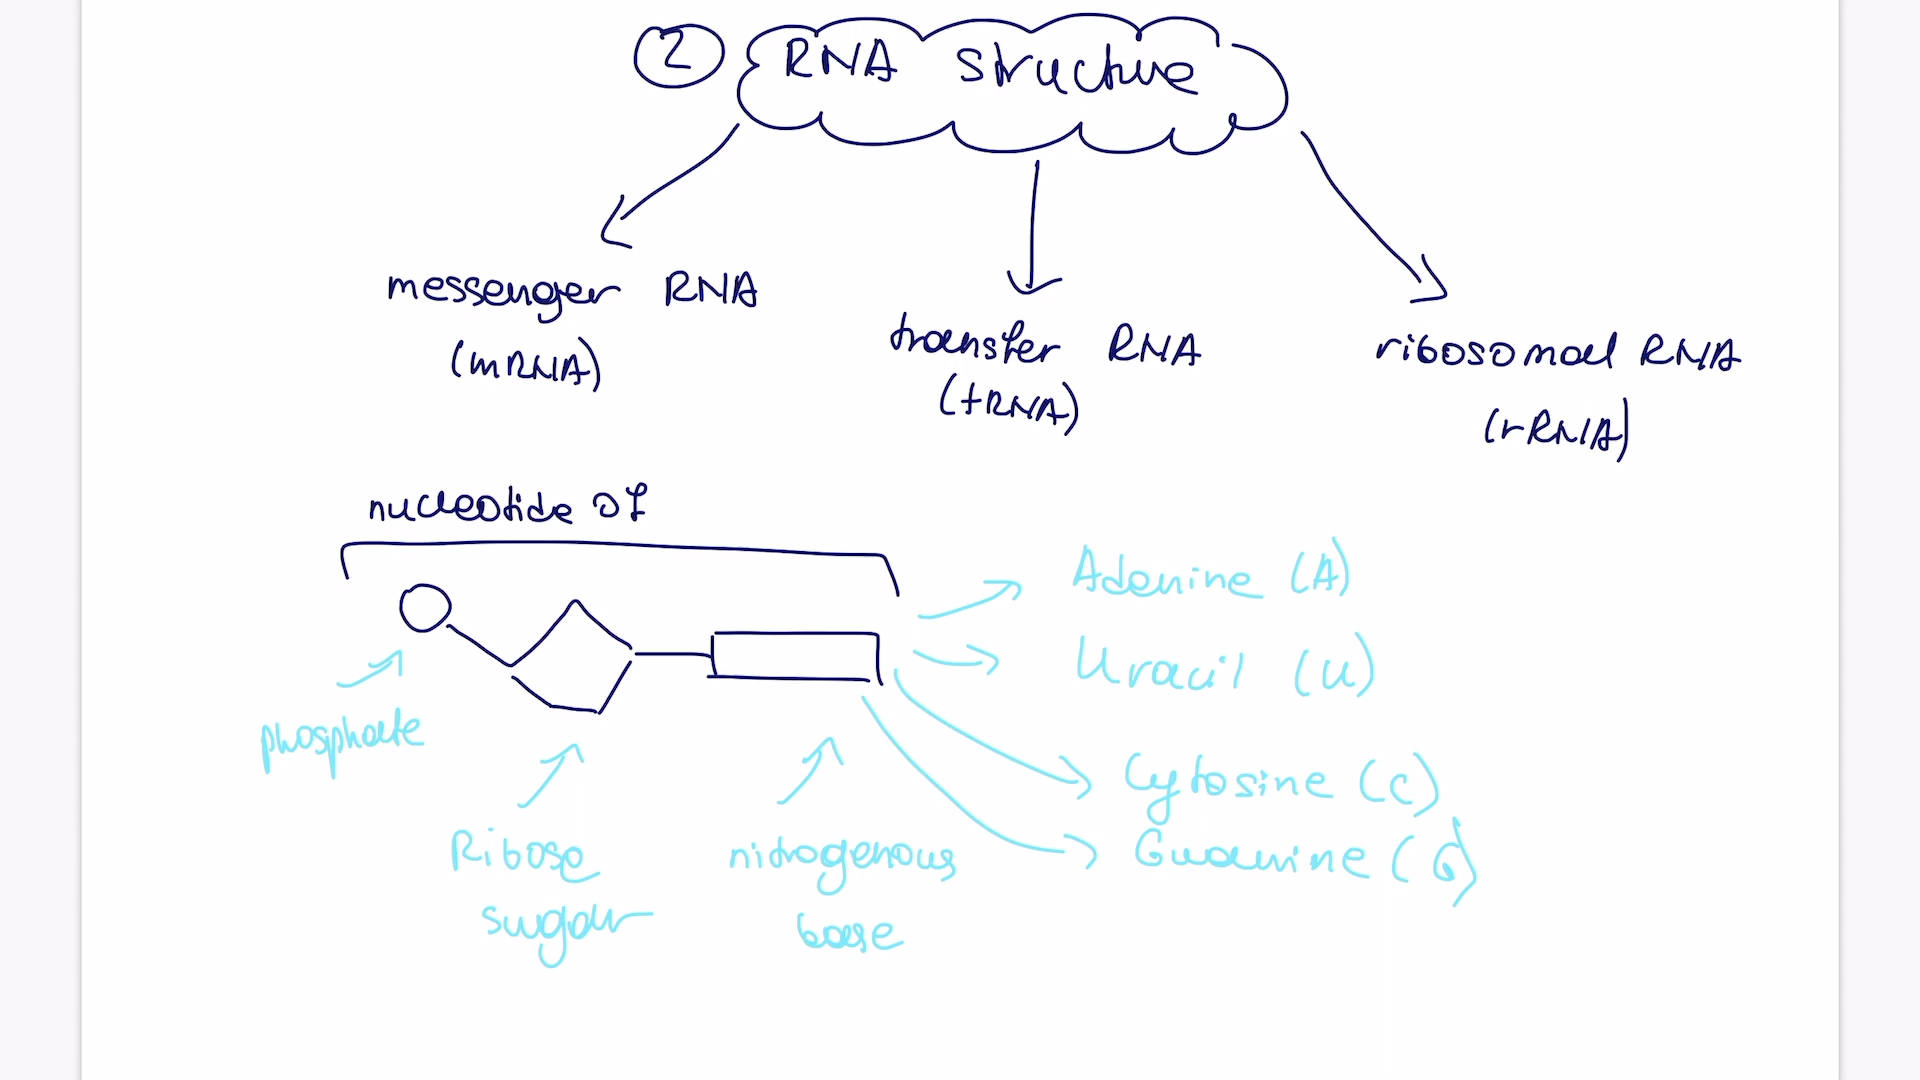 2 RNA structure
messenger RNA
(mRNA)
transfer RNA
(tRNA)
ribosomal RNA
(rRNA)
nucleotide of
Adenine (A)
Uracil (U)
Cytosine (C)
Guanine (G)
phosphate
Ribose
sugar
nitrogenous
base